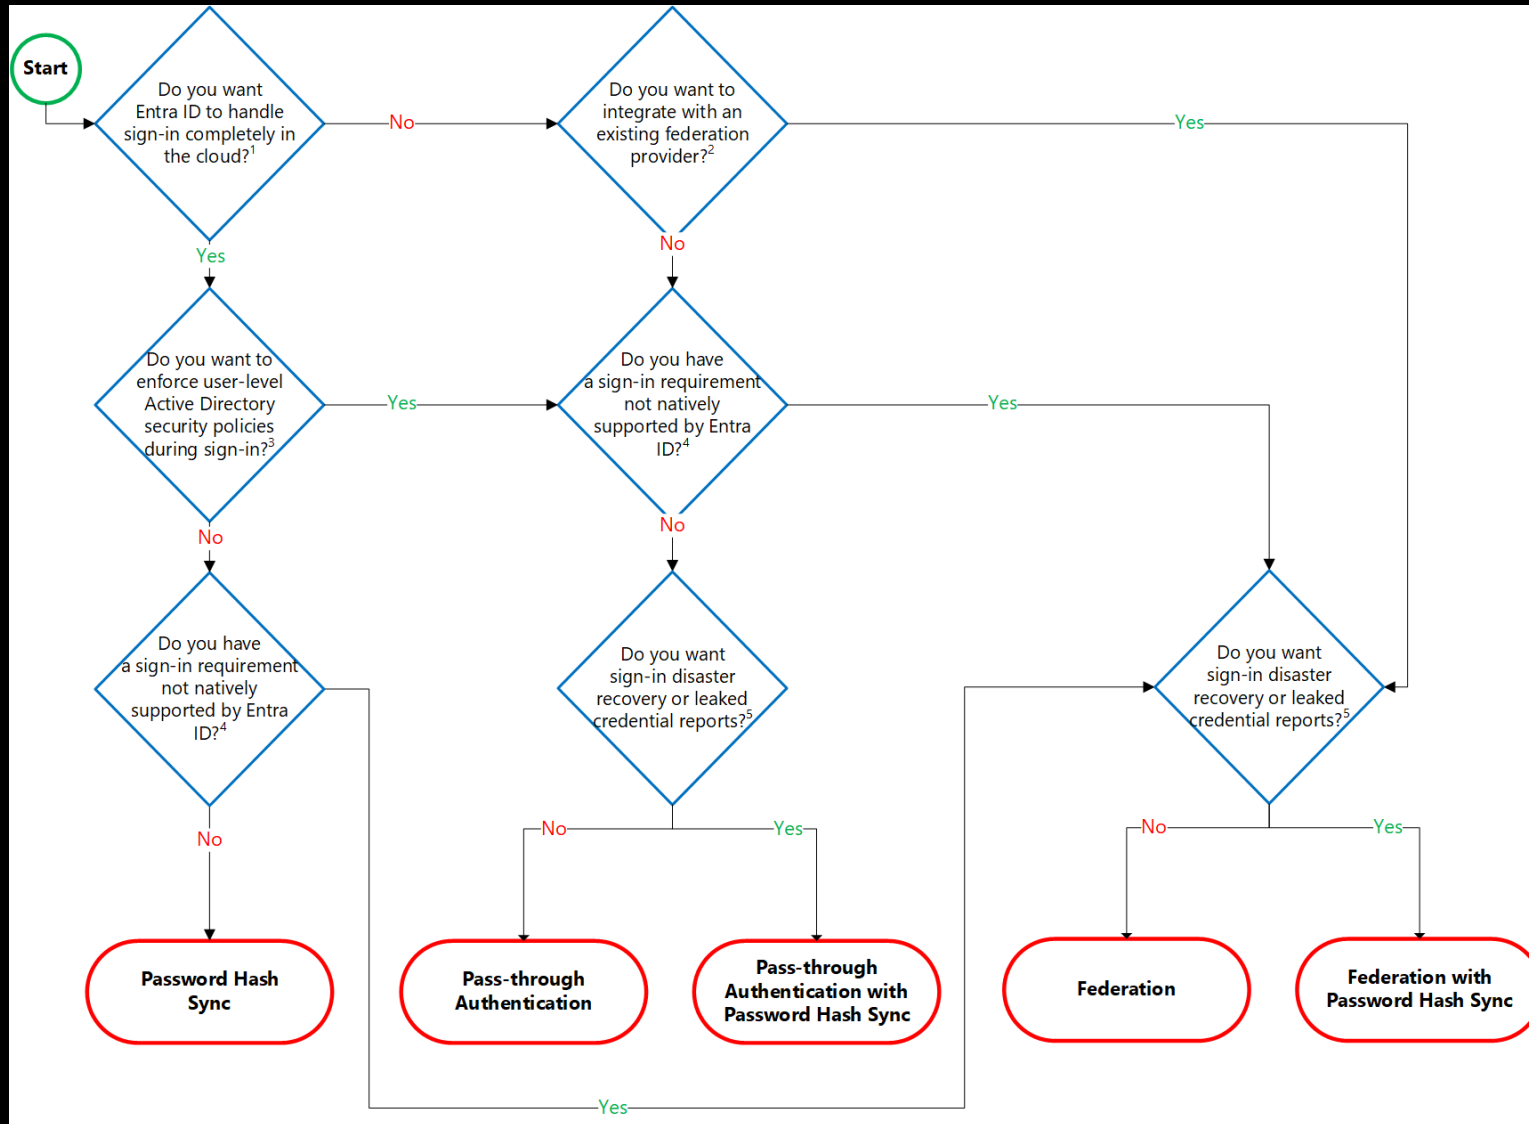 Start
Do you want
Entra ID to handle
sign-in completely in
the cloud?¹
No
Do you want to
integrate with an
existing federation
provider?²
Yes
Yes
No
Do you want to
enforce user-level
Active Directory
security policies
during sign-in?³
Yes
Do you have
a sign-in requirement
not natively
supported by Entra
ID?⁴
Yes
No
No
Do you have
a sign-in requirement
not natively
supported by Entra
ID?⁴
Do you want
sign-in disaster
recovery or leaked
credential reports?⁵
Do you want
sign-in disaster
recovery or leaked
credential reports?⁵
No
No
Yes
No
Yes
Password Hash
Sync
Pass-through
Authentication
Pass-through
Authentication with
Password Hash Sync
Federation
Federation with
Password Hash Sync
Yes